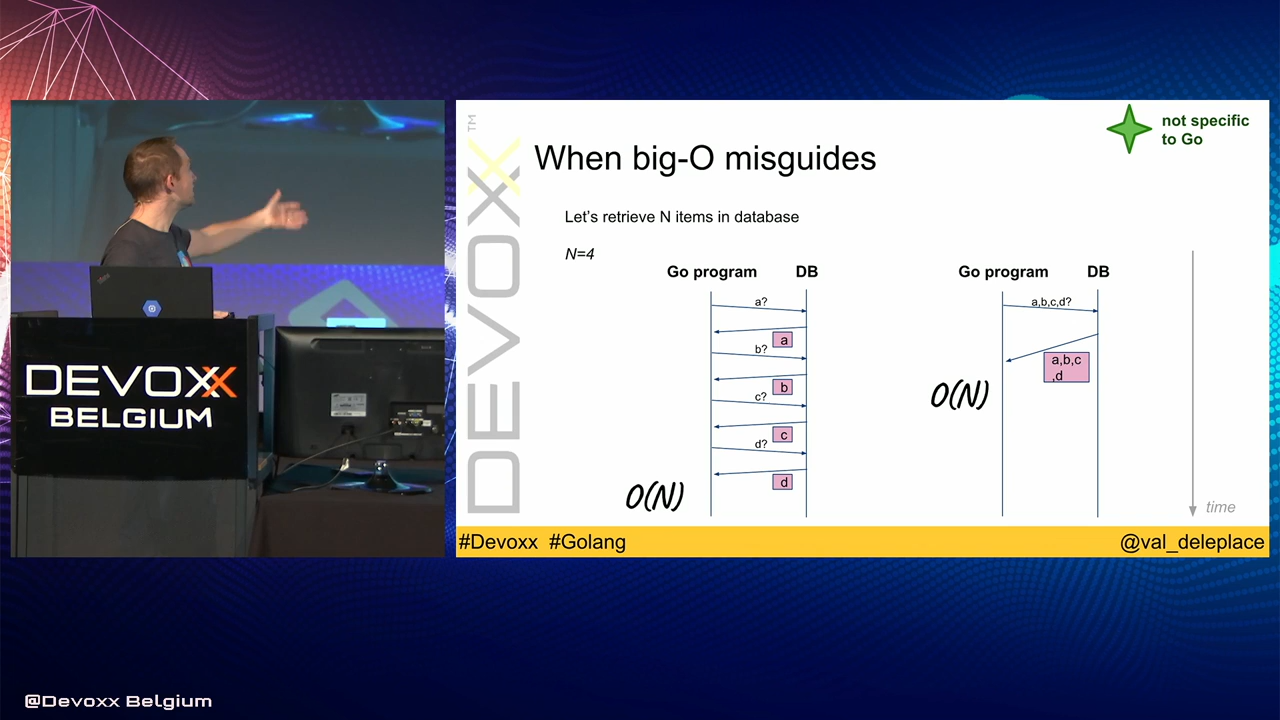 DEVOXX
BELGIUM
DEVOXX™
When big-O misguides
not specific
to Go
Let's retrieve N items in database
N=4
Go program
DB
a?
a
b?
b
c?
c
d?
d
O(N)
Go program
DB
a,b,c,d?
a,b,c
,d
O(N)
time
#Devoxx #Golang
@val_deleplace
@Devoxx Belgium